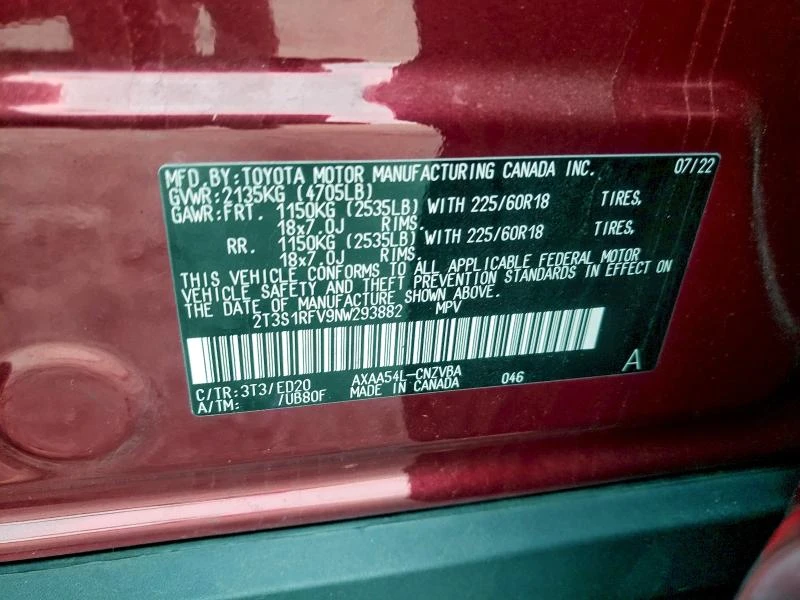 MFD. BY: TOYOTA MOTOR MANUFACTURING CANADA INC. 07/22
GVWR: 2135KG (4705LB)
GAWR: FRT. 1150KG (2535LB) WITH 225/60R18 TIRES,
18x7.0J RIMS.
RR. 1150KG (2535LB) WITH 225/60R18 TIRES,
18x7.0J RIMS.
THIS VEHICLE CONFORMS TO ALL APPLICABLE FEDERAL MOTOR
VEHICLE SAFETY AND THEFT PREVENTION STANDARDS IN EFFECT ON
THE DATE OF MANUFACTURE SHOWN ABOVE.
2T3S1RFV9NW293882 MPV
C/TR: 3T3/ED20 AXAA54L-CNZVBA 046 A
A/TM: /UB80F MADE IN CANADA